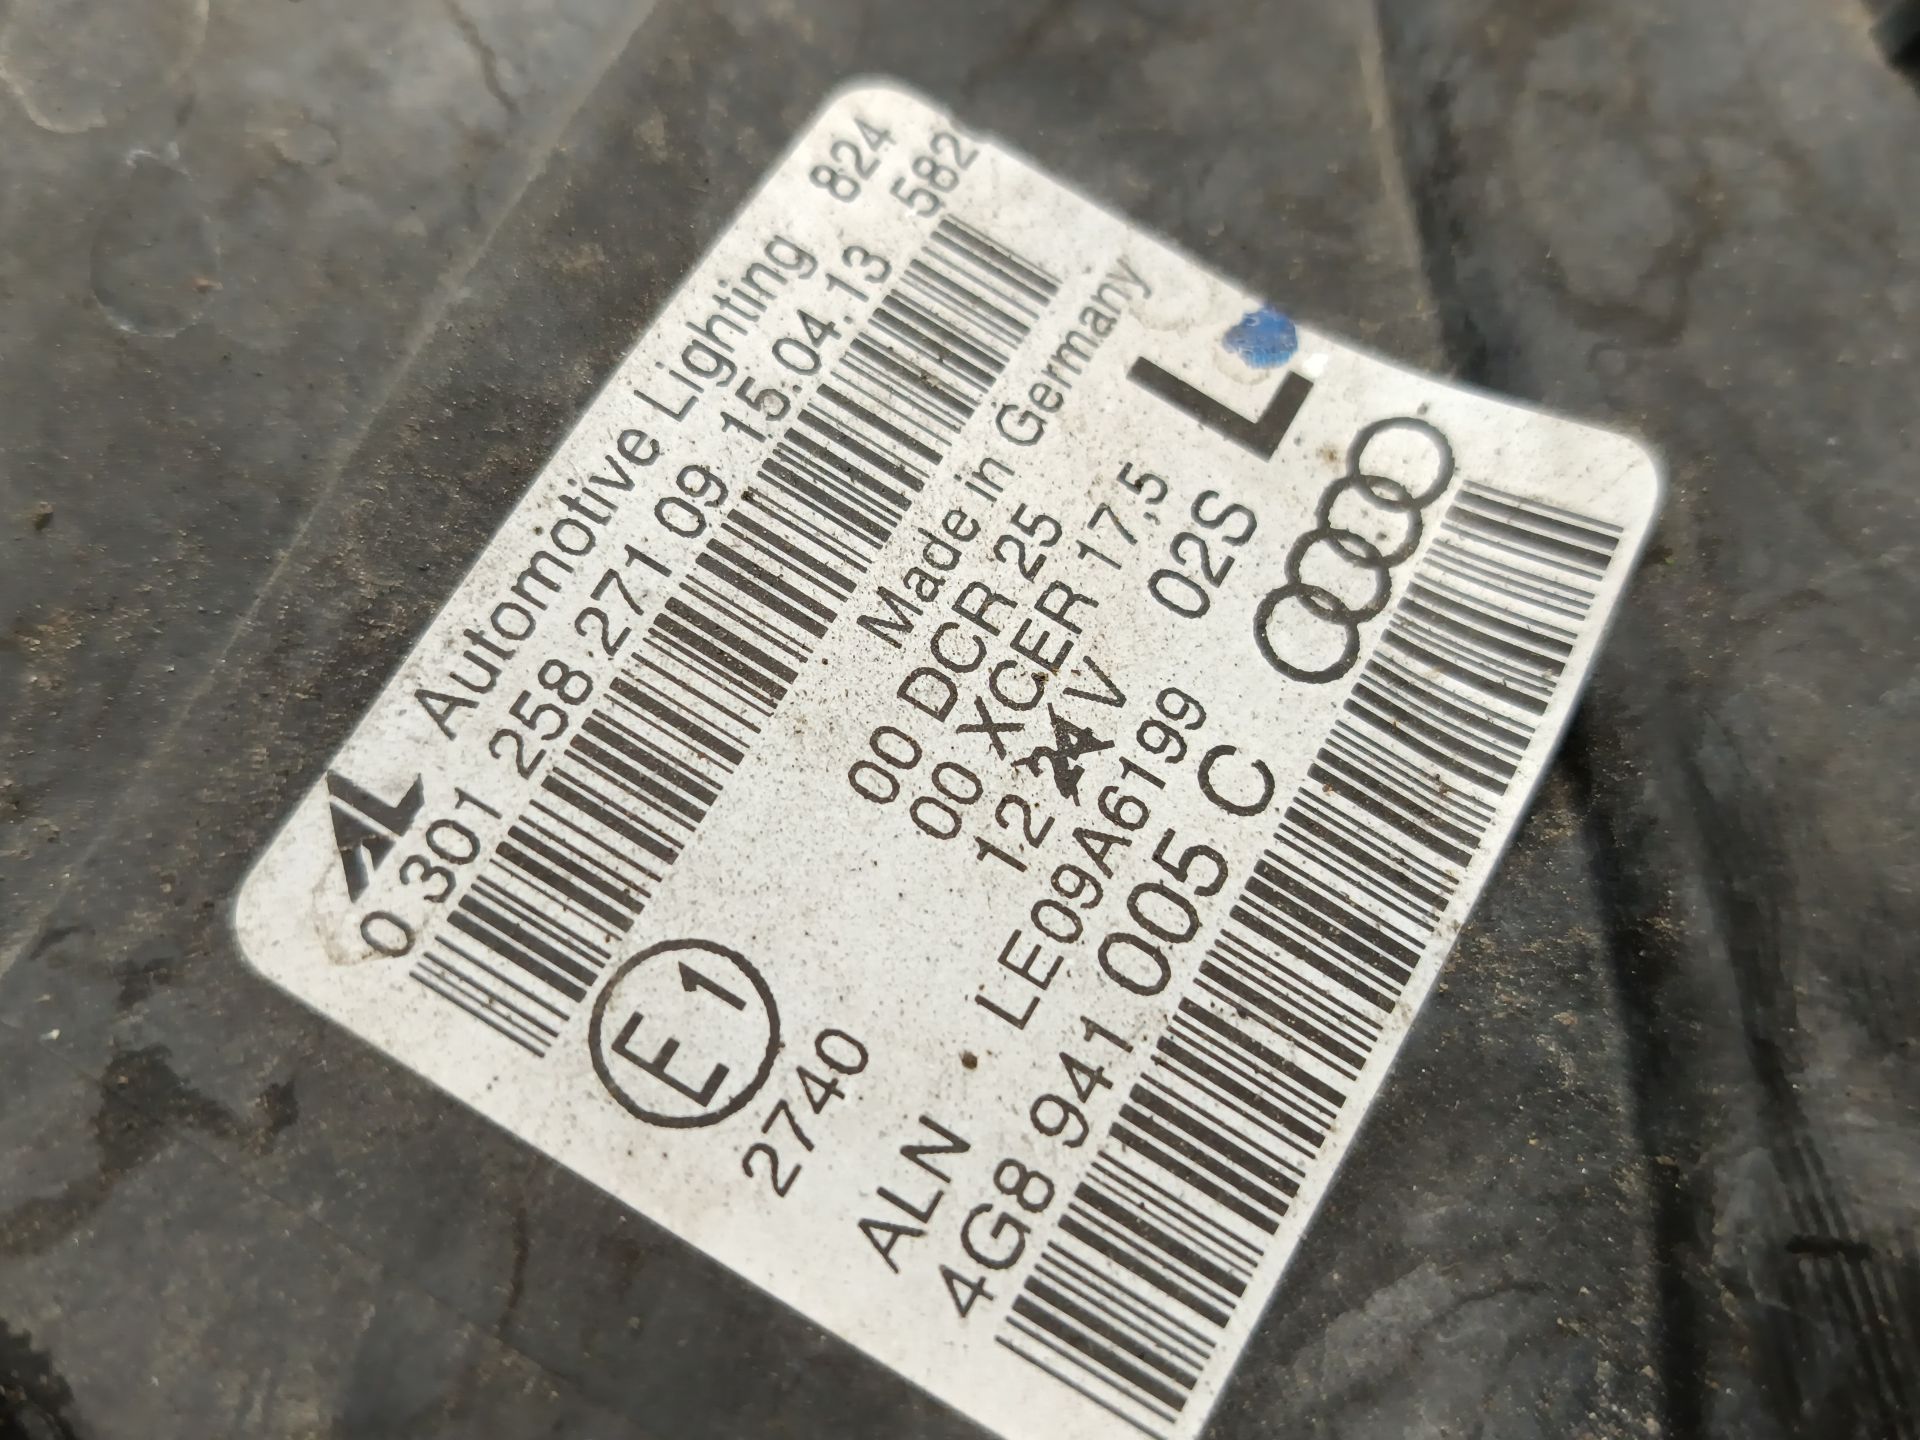 AL Automotive Lighting 824
0 301 258 271 09 15.04.13 582
Made in Germany
00 DCR 25
00 XCER 17,5
12 24V
02S
L
E1
2740
ALN LE09A6199
4G8 941 005 C